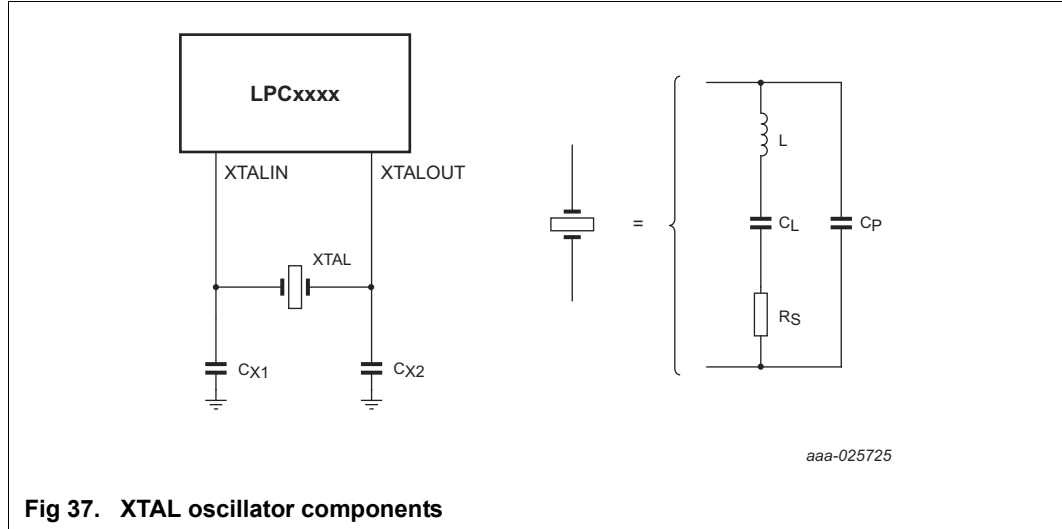 LPCxxxx
XTALIN XTALOUT
XTAL
CX1 CX2
=
L
CL CP
RS
aaa-025725
Fig 37. XTAL oscillator components